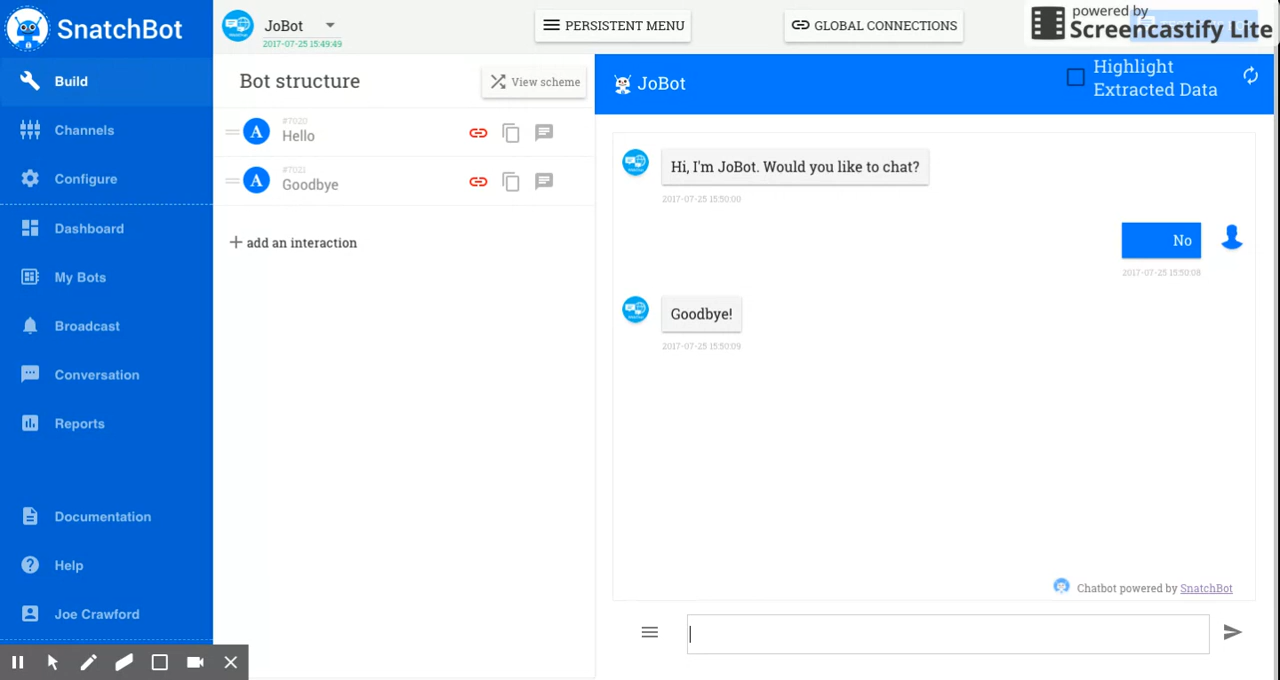 SnatchBot
JoBot
2017-07-25 15:49:49
PERSISTENT MENU
GLOBAL CONNECTIONS
powered by
Screencastify Lite
Build
Channels
Configure
Dashboard
My Bots
Broadcast
Conversation
Reports
Documentation
Help
Joe Crawford
Bot structure
View scheme
A
#7020
Hello
A
#7021
Goodbye
+ add an interaction
JoBot
Highlight
Extracted Data
Hi, I'm JoBot. Would you like to chat?
2017-07-25 15:50:00
No
2017-07-25 15:50:08
Goodbye!
2017-07-25 15:50:09
Chatbot powered by SnatchBot